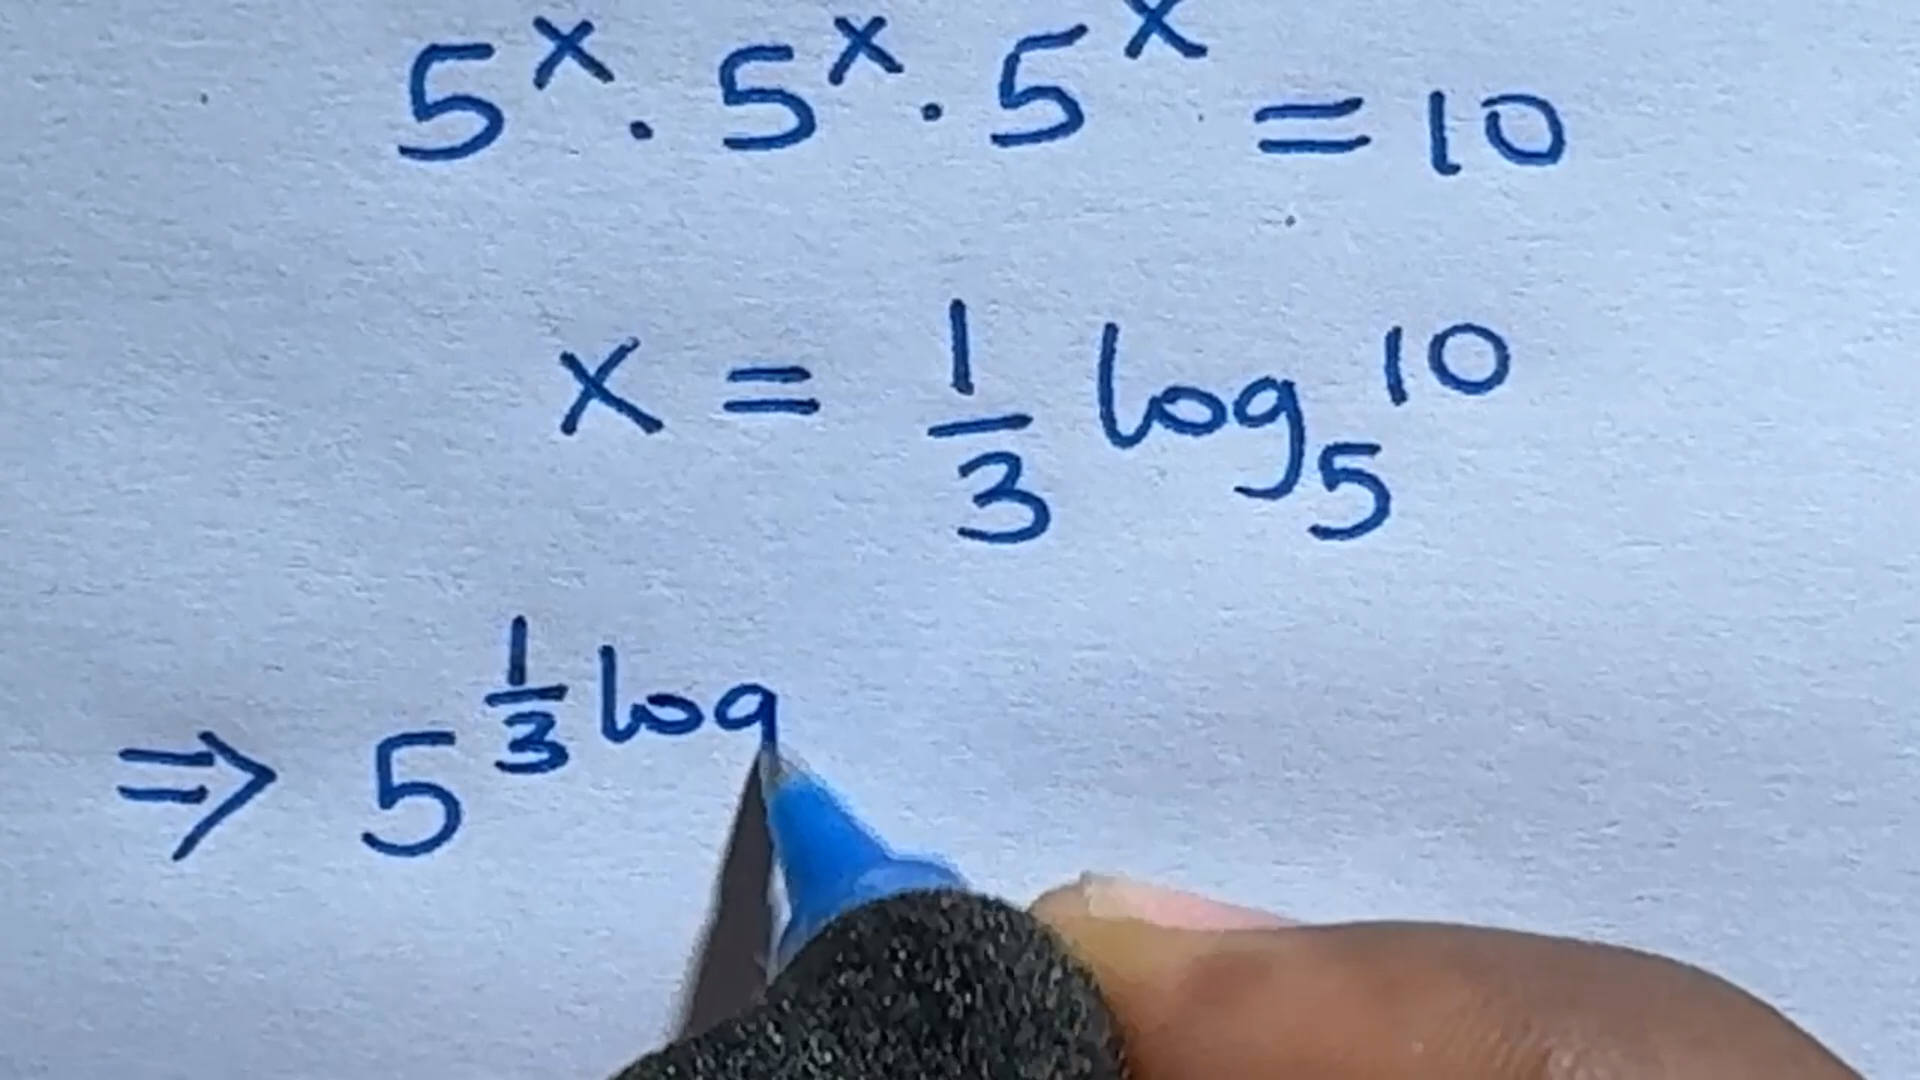 5^x . 5^x . 5^x = 10
x = 1/3 log_5 10
⇒ 5^(1/3 log